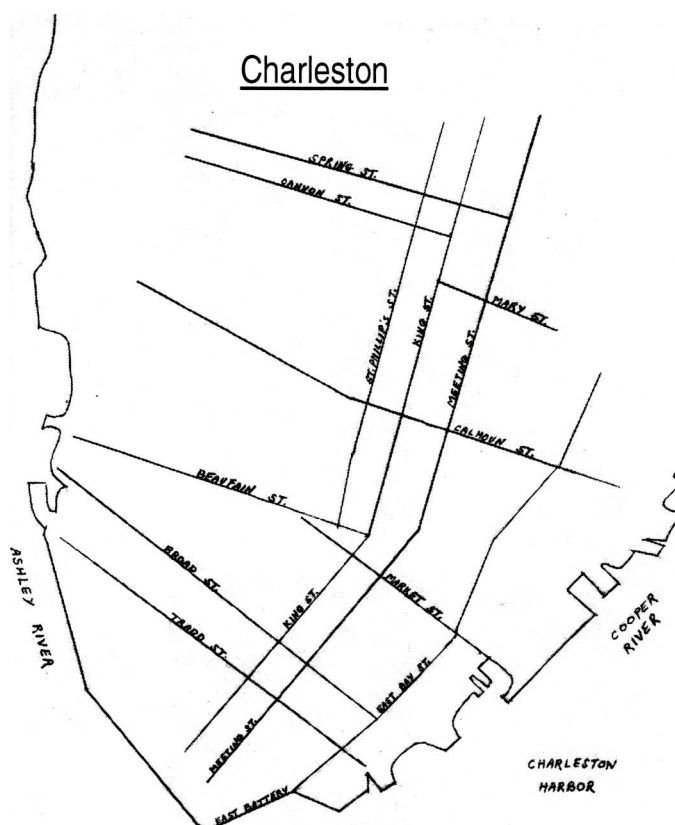 Charleston
SPRING ST.
CANNON ST.
ST. PHILLIP'S ST.
KING ST.
MEETING ST.
MARY ST.
CALHOUN ST.
BEAUFAIN ST.
BROAD ST.
TRADD ST.
KING ST.
MARKET ST.
MEETING ST.
EAST BAY ST.
EAST BATTERY
ASHLEY RIVER
COOPER
RIVER
CHARLESTON
HARBOR